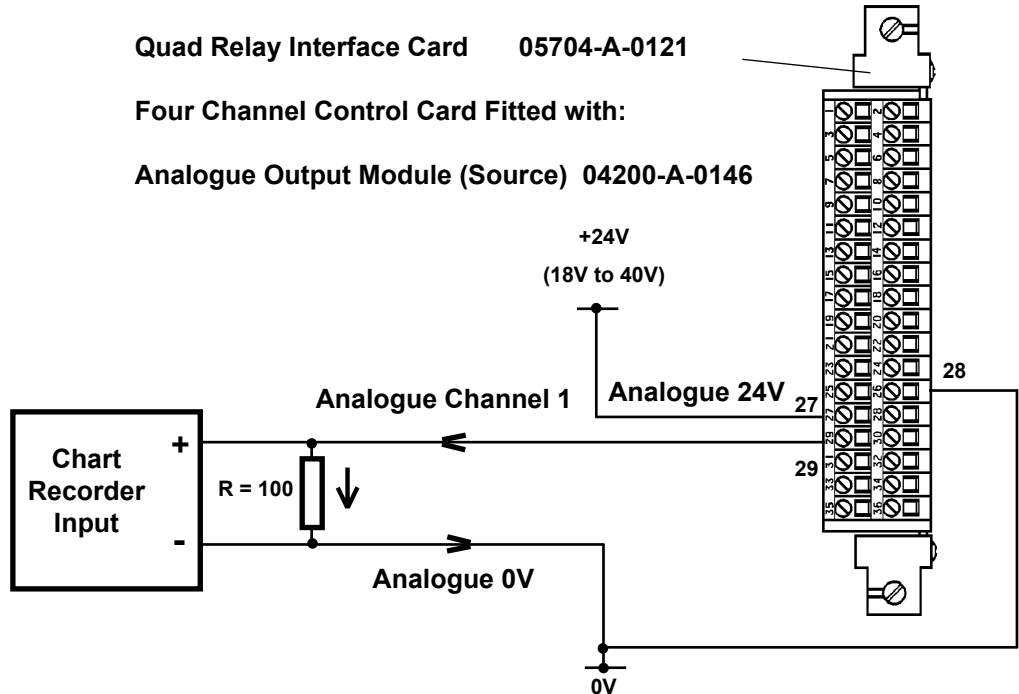 Quad Relay Interface Card 05704-A-0121
Four Channel Control Card Fitted with:
Analogue Output Module (Source) 04200-A-0146
+24V
(18V to 40V)
Analogue Channel 1
Analogue 24V
27
28
29
Chart
Recorder
Input
+
-
R = 100
Analogue 0V
0V
1 2
3 4
5 6
7 8
9 10
11 12
13 14
15 16
17 18
19 20
21 22
23 24
25 26
27 28
29 30
31 32
33 34
35 36